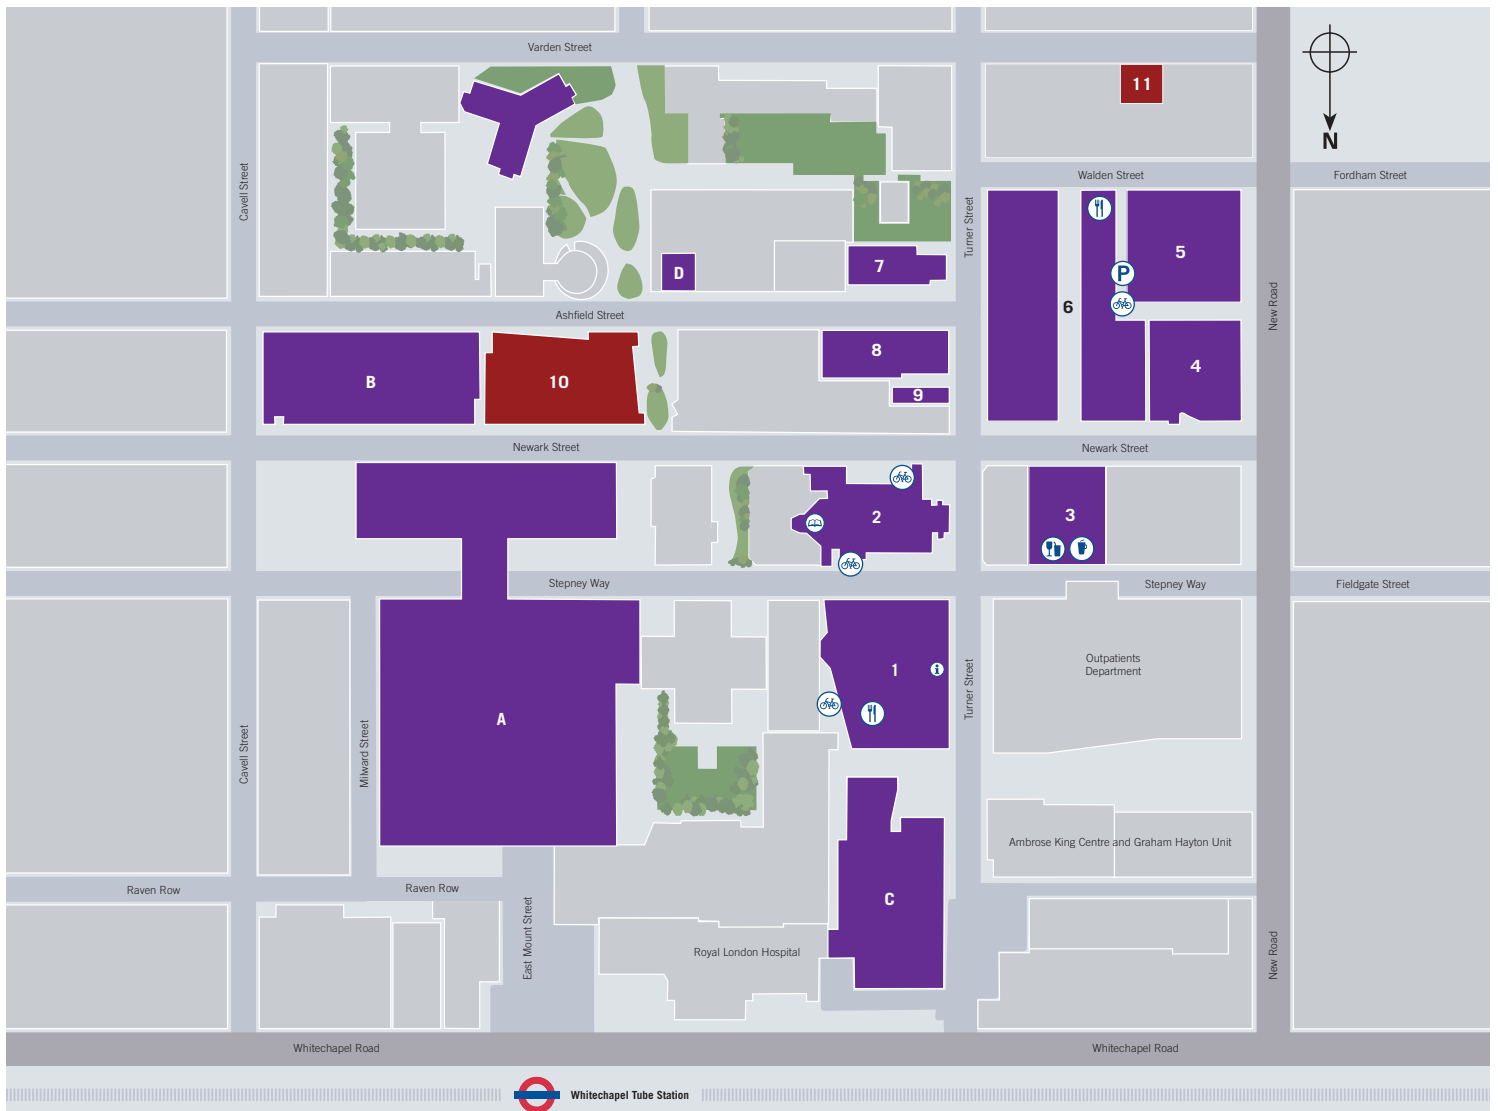 Varden Street
11
N
Cavell Street
Walden Street
Fordham Street
Turner Street
D
7
5
P
6
New Road
Ashfield Street
B
10
8
9
4
Newark Street
Newark Street
2
3
Stepney Way
Stepney Way
Fieldgate Street
Cavell Street
Milward Street
A
1
i
Turner Street
Outpatients
Department
Ambrose King Centre and Graham Hayton Unit
Raven Row
Raven Row
East Mount Street
C
Royal London Hospital
New Road
Whitechapel Road
Whitechapel Road
Whitechapel Tube Station